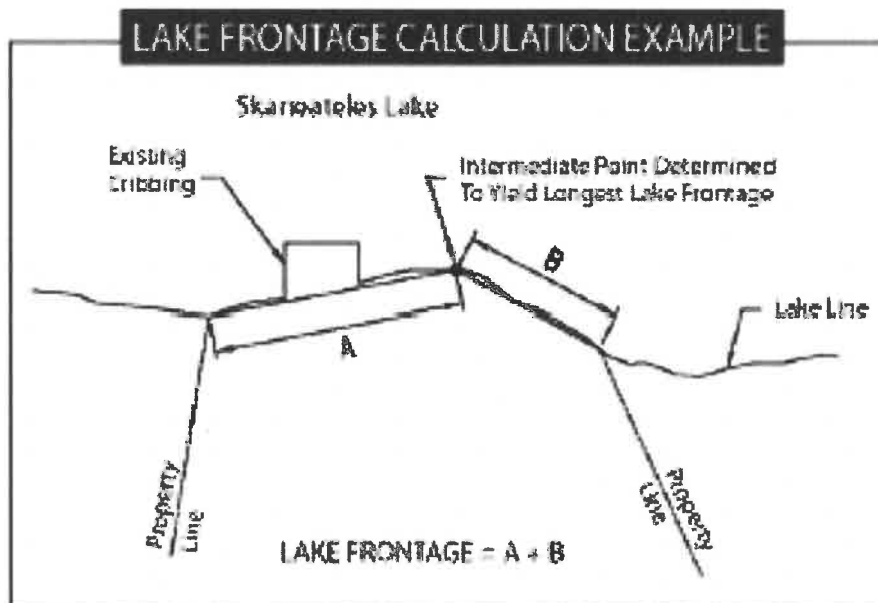 LAKE FRONTAGE CALCULATION EXAMPLE
Skaneateles Lake
Existing
Cribbing
Intermediate Point Determined
To Yield Longest Lake Frontage
B
Lake Line
A
Property
Line
Property
Line
LAKE FRONTAGE = A + B